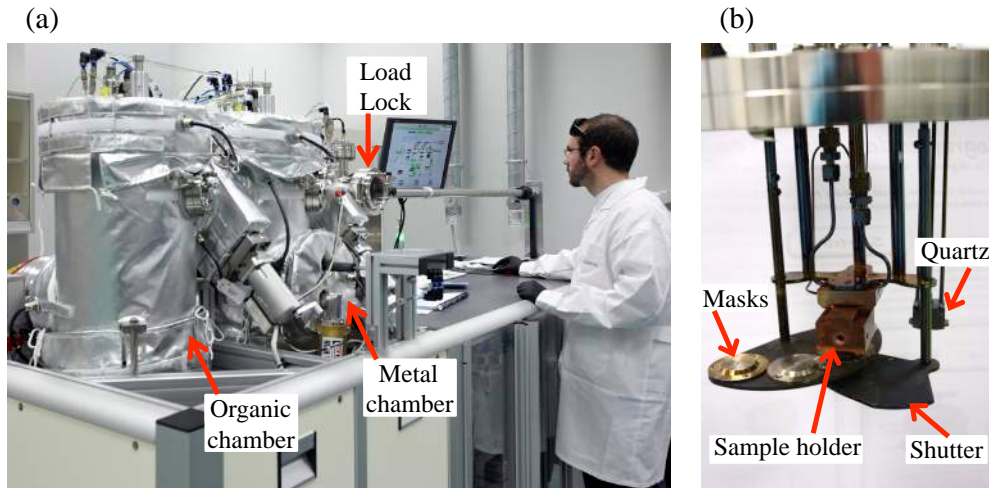 (a)
(b)
Load
Lock
Organic
chamber
Metal
chamber
Masks
Quartz
Sample holder
Shutter